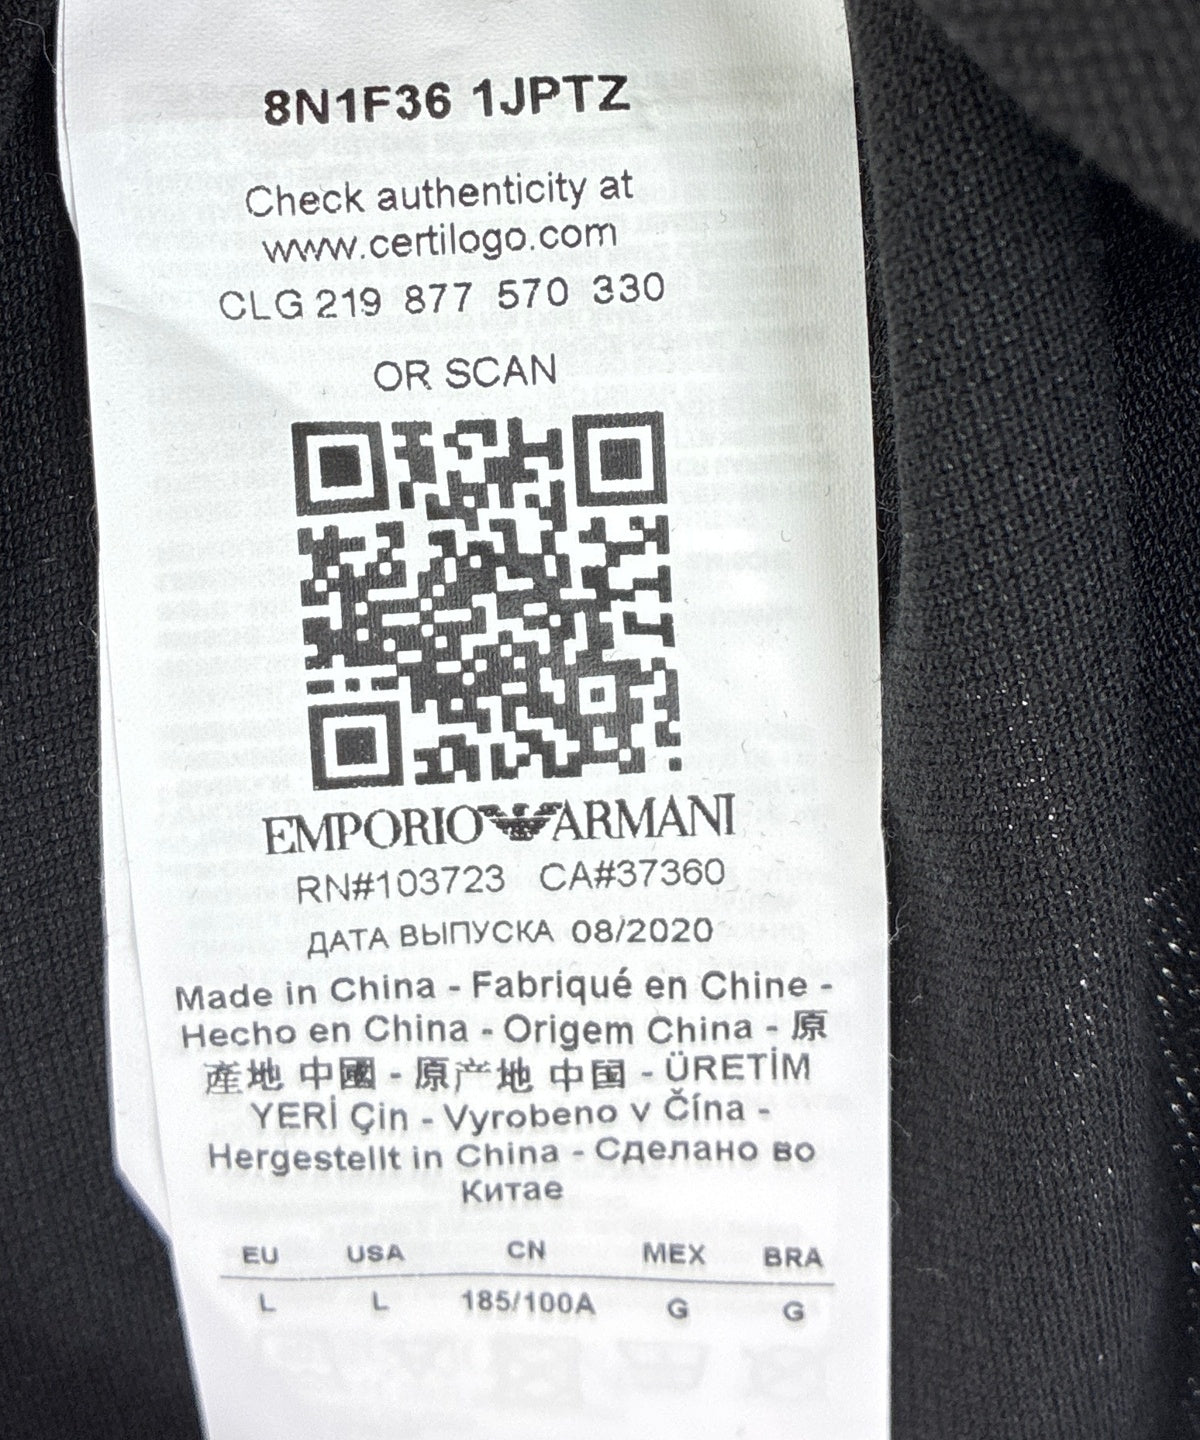 8N1F36 1JPTZ
Check authenticity at
www.certilogo.com
CLG 219 877 570 330
OR SCAN
EMPORIO ARMANI
RN#103723 CA#37360
ДАТА ВЫПУСКА 08/2020
Made in China - Fabriqué en Chine -
Hecho en China - Origem China - 原
產地 中國 - 原产地 中国 - ÜRETİM
YERİ Çin - Vyrobeno v Čína -
Hergestellt in China - Сделано во
Китае
EU USA CN MEX BRA
L L 185/100A G G